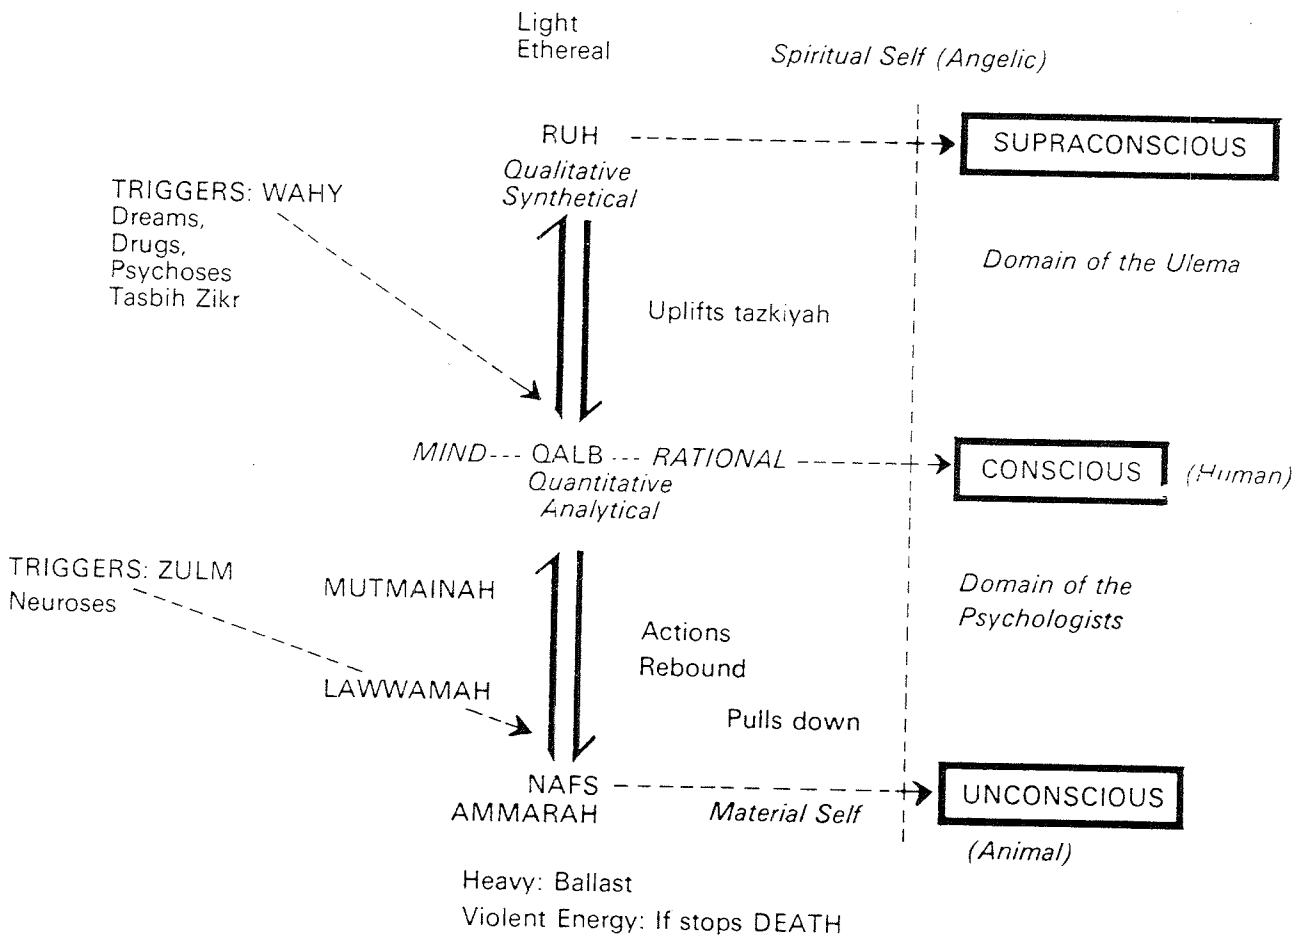 Light
Ethereal
Spiritual Self (Angelic)
RUH
SUPRACONSCIOUS
Qualitative
Synthetical
TRIGGERS: WAHY
Dreams,
Drugs,
Psychoses
Tasbih Zikr
Domain of the Ulema
Uplifts tazkiyah
MIND --- QALB --- RATIONAL
CONSCIOUS
(Human)
Quantitative
Analytical
TRIGGERS: ZULM
Neuroses
MUTMAINAH
Domain of the
Psychologists
Actions
Rebound
LAWWAMAH
Pulls down
NAFS
AMMARAH
Material Self
UNCONSCIOUS
(Animal)
Heavy: Ballast
Violent Energy: If stops DEATH